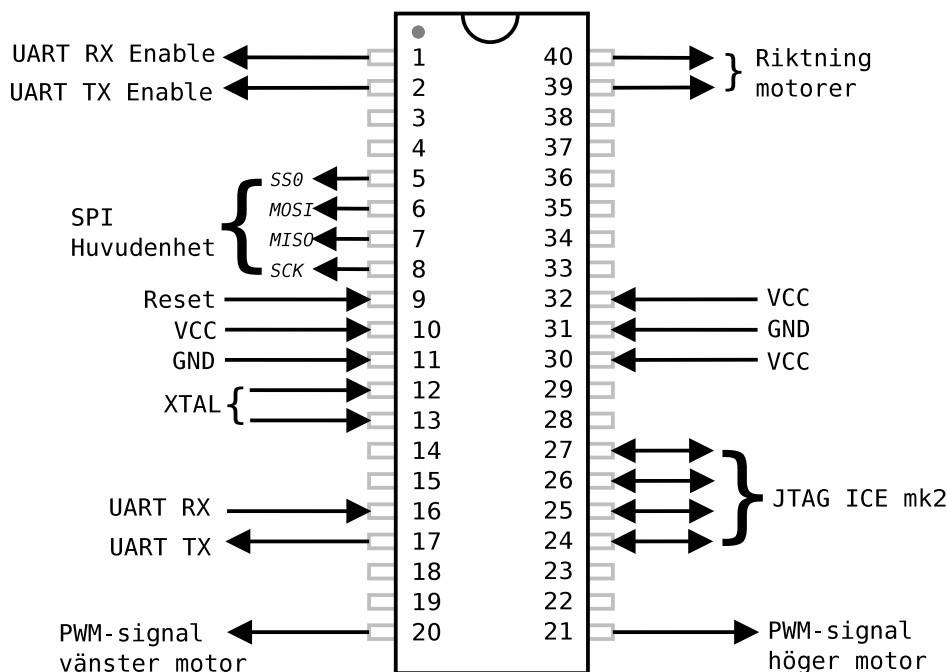 UART RX Enable
UART TX Enable
SPI
Huvudenhet
SS0
MOSI
MISO
SCK
Reset
VCC
GND
XTAL
UART RX
UART TX
PWM-signal
vänster motor
1
2
3
4
5
6
7
8
9
10
11
12
13
14
15
16
17
18
19
20
40
39
38
37
36
35
34
33
32
31
30
29
28
27
26
25
24
23
22
21
Riktning
motorer
VCC
GND
VCC
JTAG ICE mk2
PWM-signal
höger motor